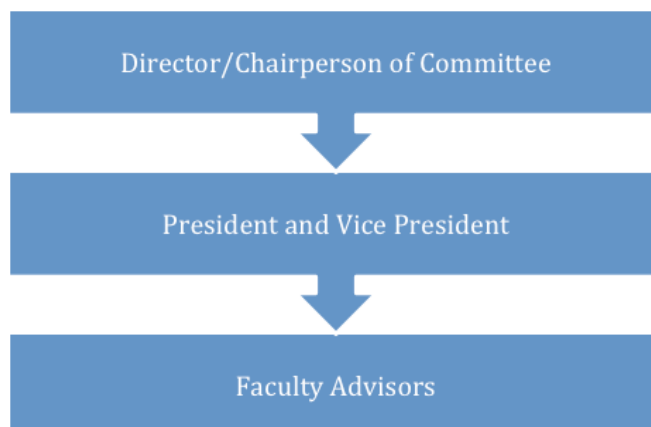 Director/Chairperson of Committee
President and Vice President
Faculty Advisors